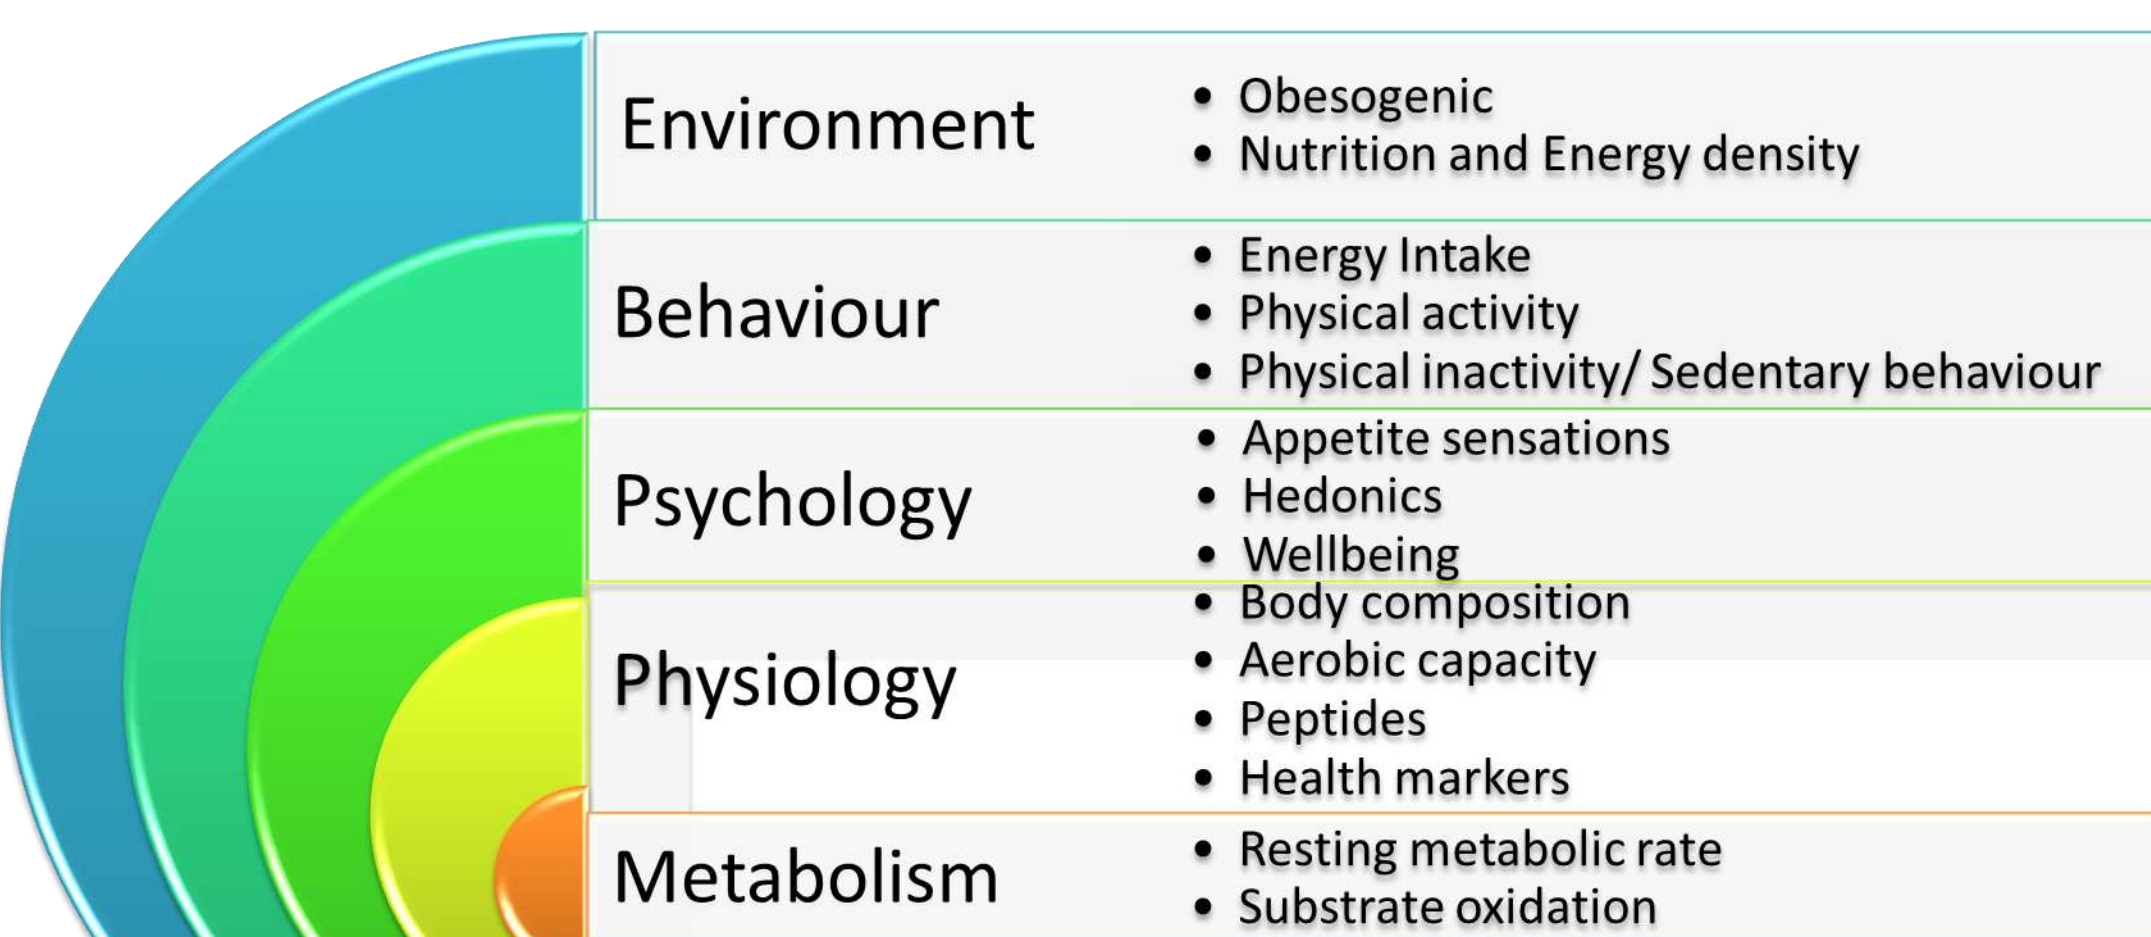 Environment
• Obesogenic
• Nutrition and Energy density
Behaviour
• Energy Intake
• Physical activity
• Physical inactivity/ Sedentary behaviour
Psychology
• Appetite sensations
• Hedonics
• Wellbeing
Physiology
• Body composition
• Aerobic capacity
• Peptides
• Health markers
Metabolism
• Resting metabolic rate
• Substrate oxidation